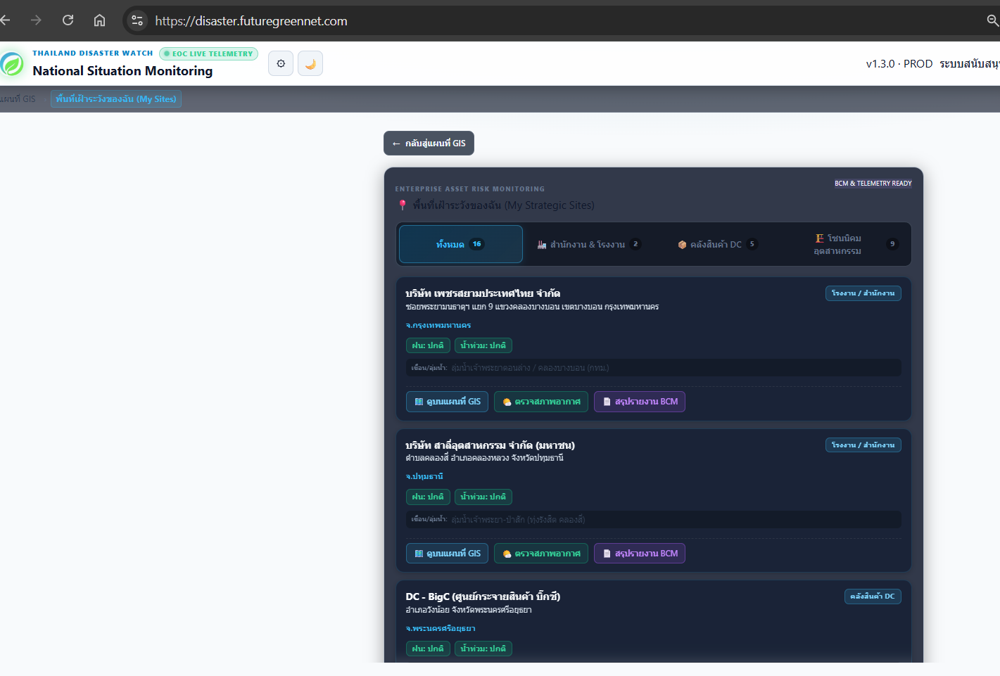 https://disaster.futuregreennet.com
THAILAND DISASTER WATCH
EOC LIVE TELEMETRY
National Situation Monitoring
v1.3.0 · PROD
แผนที่ GIS
พื้นที่เฝ้าระวังของฉัน (My Sites)
← กลับสู่แผนที่ GIS
ENTERPRISE ASSET RISK MONITORING
BCM & TELEMETRY READY
พื้นที่เฝ้าระวังของฉัน (My Strategic Sites)
ทั้งหมด 16
สำนักงาน & โรงงาน 2
คลังสินค้า DC 5
โซนนิคม
อุตสาหกรรม
9
บริษัท เพชรสยามประเทศไทย จำกัด
โรงงาน / สำนักงาน
ซอยพระยามนธาตุฯ แยก 9 แขวงคลองบางบอน เขตบางบอน กรุงเทพมหานคร
จ.กรุงเทพมหานคร
ฝน: ปกติ
น้ำท่วม: ปกติ
เขื่อน/ลุ่มน้ำ: ลุ่มน้ำเจ้าพระยาตอนล่าง / คลองบางบอน (กทม.)
ดูบนแผนที่ GIS
ตรวจสภาพอากาศ
สรุปรายงาน BCM
บริษัท สาลี่อุตสาหกรรม จำกัด (มหาชน)
โรงงาน / สำนักงาน
ตำบลคลองสี่ อำเภอคลองหลวง จังหวัดปทุมธานี
จ.ปทุมธานี
ฝน: ปกติ
น้ำท่วม: ปกติ
เขื่อน/ลุ่มน้ำ: ลุ่มน้ำเจ้าพระยา-ป่าสัก (ทุ่งรังสิต คลองสี่)
ดูบนแผนที่ GIS
ตรวจสภาพอากาศ
สรุปรายงาน BCM
DC - BigC (ศูนย์กระจายสินค้า บิ๊กซี)
คลังสินค้า DC
อำเภอวังน้อย จังหวัดพระนครศรีอยุธยา
จ.พระนครศรีอยุธยา
ฝน: ปกติ
น้ำท่วม: ปกติ